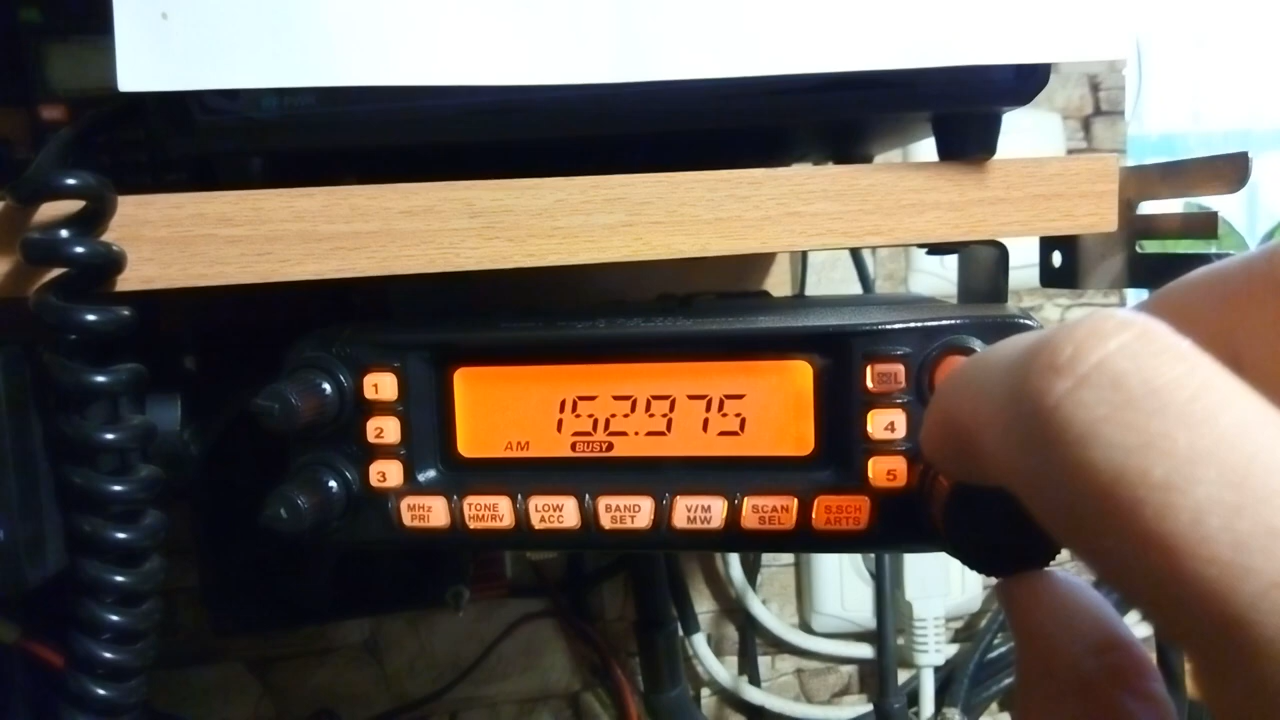 152.975
AM BUSY
1
2
3
4
5
MHz PRI
TONE HM/RV
LOW ACC
BAND SET
V/M MW
SCAN SEL
S.SCH ARTS